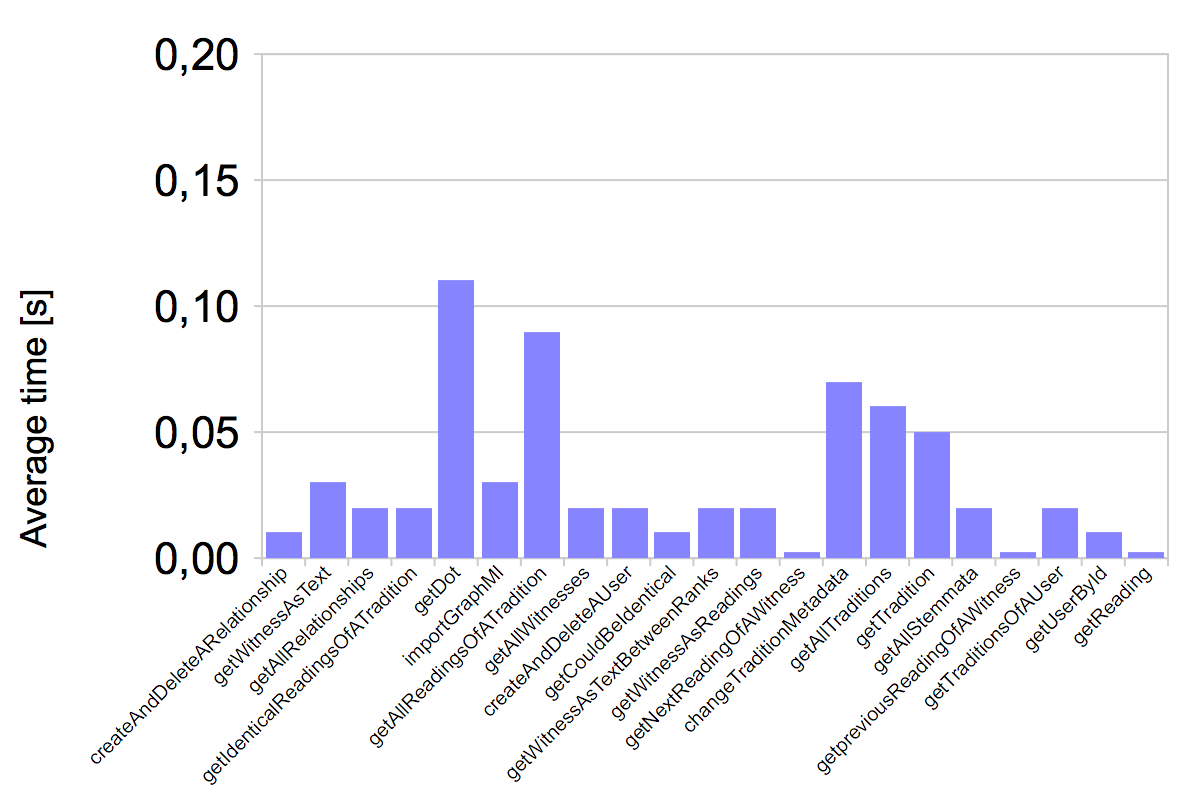 0,20
0,15
0,10
0,05
0,00
Average time [s]
createAndDeleteARelationship
getWitnessAsText
getAllRelationships
getIdenticalReadingsOfATradition
getDot
importGraphMl
getAllReadingsOfATradition
getAllWitnesses
createAndDeleteAUser
getCouldBeIdentical
getWitnessAsTextBetweenRanks
getWitnessAsReadings
getNextReadingOfAWitness
changeTraditionMetadata
getAllTraditions
getTradition
getAllStemmata
getpreviousReadingOfAWitness
getTraditionsOfAUser
getUserById
getReading